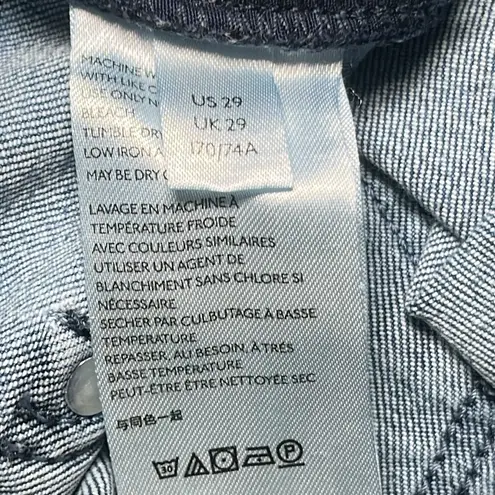 MACHINE W
WITH LIKE C
USE ONLY N
BLEACH
TUMBLE DRY
LOW IRON A
MAY BE DRY C
US 29
UK 29
170/74A
LAVAGE EN MACHINE À
TEMPÉRATURE FROIDE
AVEC COULEURS SIMILAIRES
UTILISER UN AGENT DE
BLANCHIMENT SANS CHLORE SI
NÉCESSAIRE
SECHER PAR CULBUTAGE À BASSE
TEMPERATURE
REPASSER, AU BESOIN, À TRÈS
BASSE TEMPÉRATURE
PEUT-ÊTRE ÊTRE NETTOYÉE SEC
与同色一起
30 P